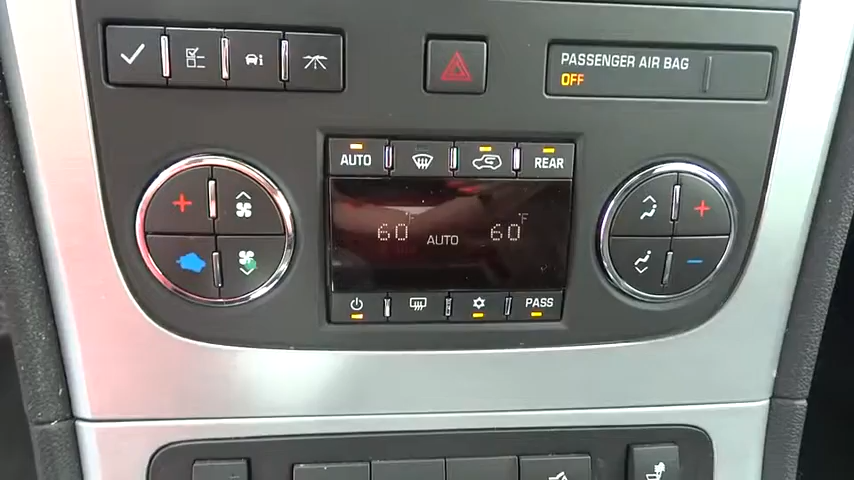 PASSENGER AIR BAG
OFF
AUTO
REAR
60°F AUTO 60°F
PASS